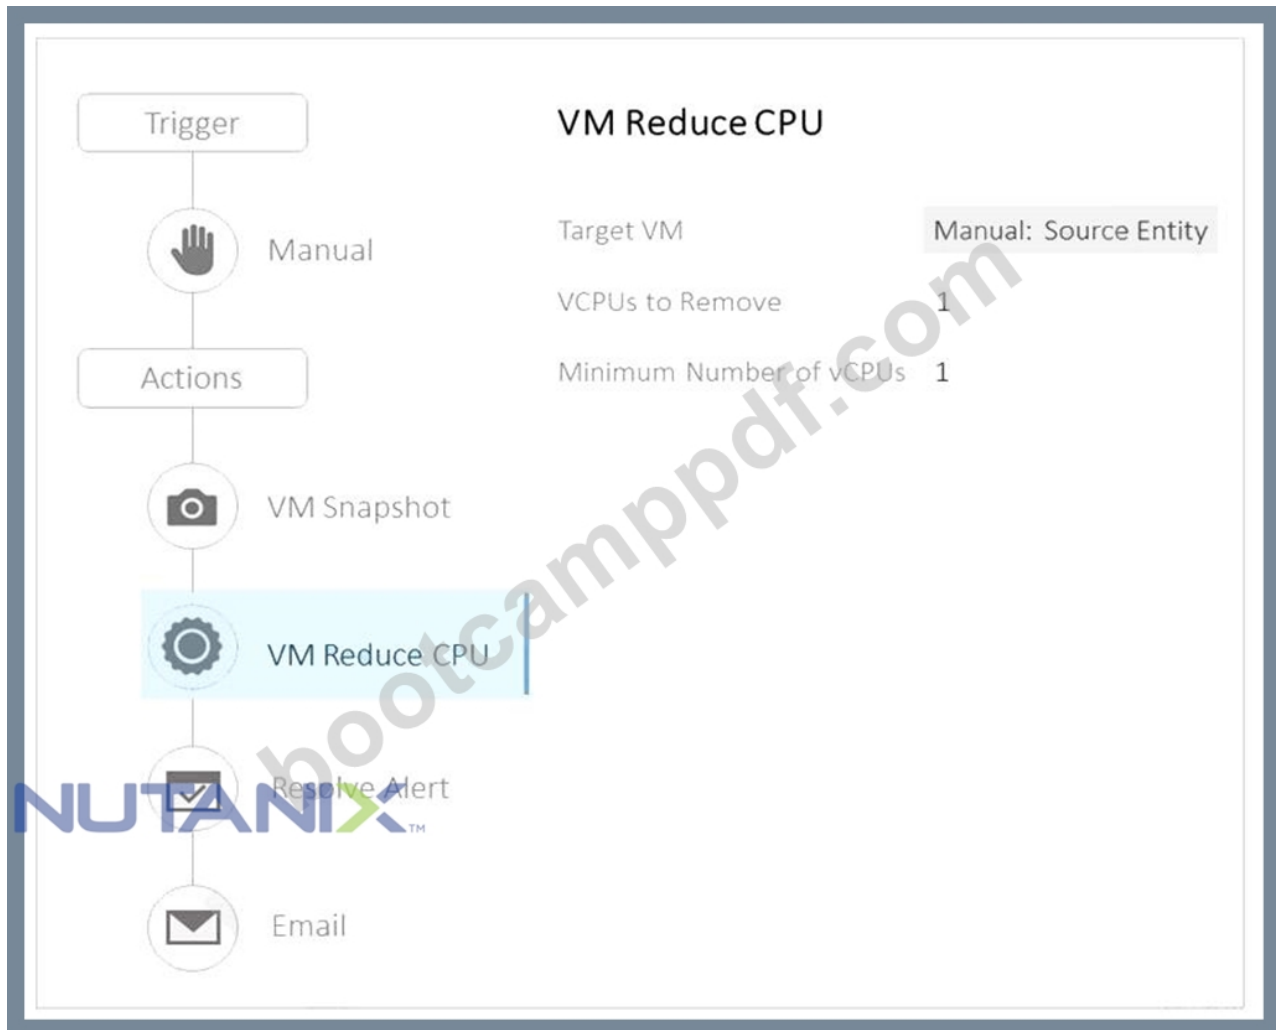 Trigger
VM Reduce CPU
Manual
Target VM Manual: Source Entity
VCPUs to Remove 1
Minimum Number of vCPUs 1
Actions
VM Snapshot
VM Reduce CPU
Resolve Alert
Email
NUTANIX TM
bootcamppdf.com